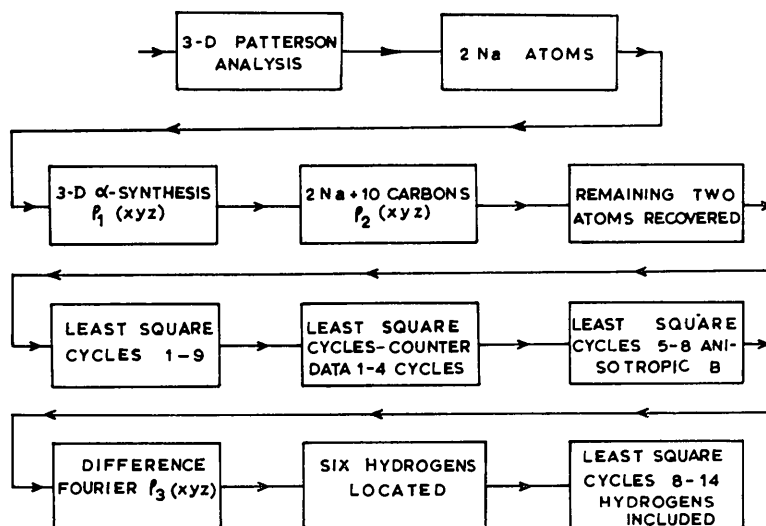 3-D PATTERSON
ANALYSIS
2 Na ATOMS
3-D α-SYNTHESIS
ρ1 (xyz)
2 Na + 10 CARBONS
ρ2 (xyz)
REMAINING TWO
ATOMS RECOVERED
LEAST SQUARE
CYCLES 1-9
LEAST SQUARE
CYCLES-COUNTER
DATA 1-4 CYCLES
LEAST SQUARE
CYCLES 5-8 ANI-
SOTROPIC B
DIFFERENCE
FOURIER ρ3 (xyz)
SIX HYDROGENS
LOCATED
LEAST SQUARE
CYCLES 8-14
HYDROGENS
INCLUDED